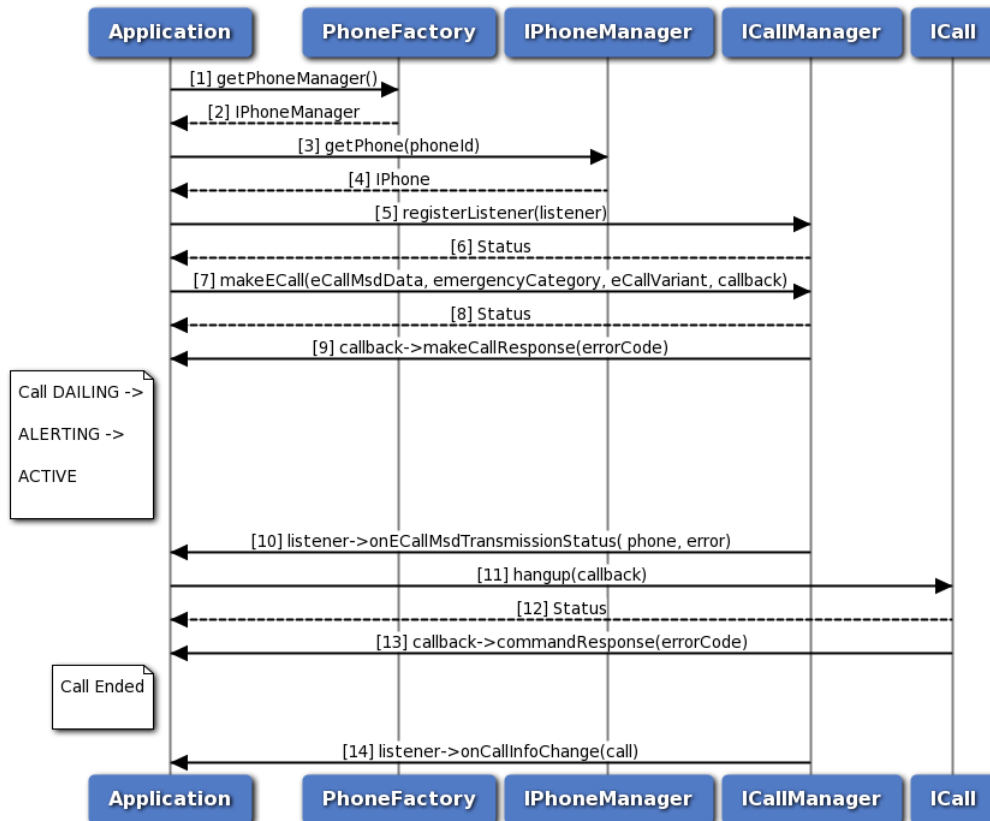 Application PhoneFactory IPhoneManager ICallManager ICall
[1] getPhoneManager()
[2] IPhoneManager
[3] getPhone(phoneId)
[4] IPhone
[5] registerListener(listener)
[6] Status
[7] makeECall(eCallMsdData, emergencyCategory, eCallVariant, callback)
[8] Status
[9] callback->makeCallResponse(errorCode)
Call DAILING ->
ALERTING ->
ACTIVE
[10] listener->onECallMsdTransmissionStatus( phone, error)
[11] hangup(callback)
[12] Status
[13] callback->commandResponse(errorCode)
Call Ended
[14] listener->onCallInfoChange(call)
Application PhoneFactory IPhoneManager ICallManager ICall